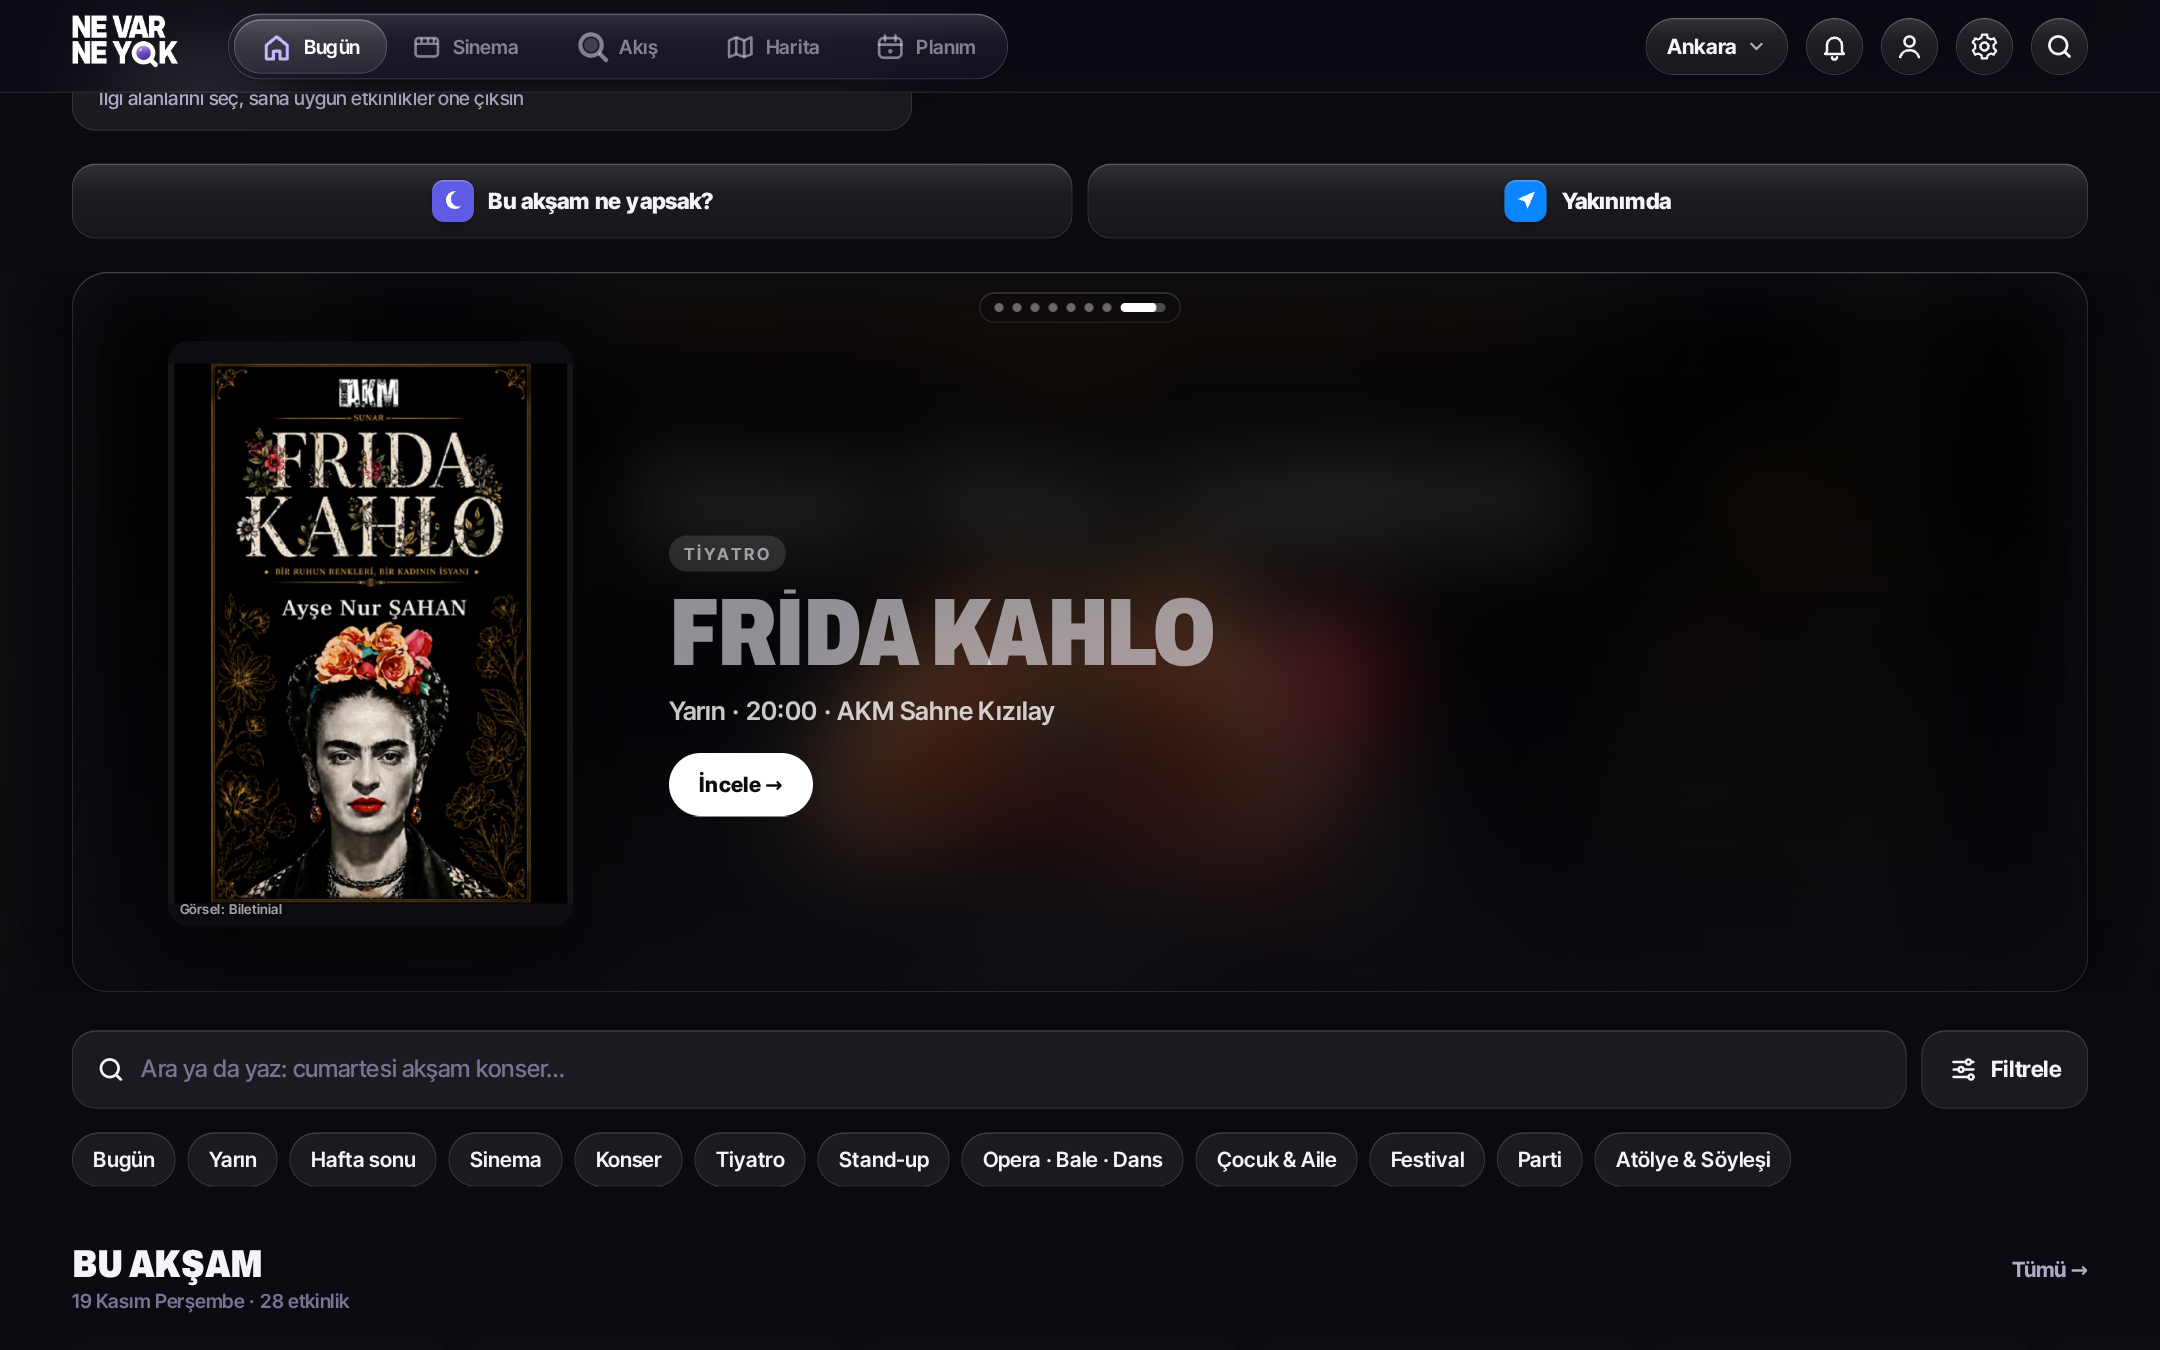 NE VAR
NE YOK
Bugün
Sinema
Akış
Harita
Planım
Ankara
İlgi alanlarını seç, sana uygun etkinlikler öne çıksın
Bu akşam ne yapsak?
Yakınımda
AKM
SUNAR
FRIDA
KAHLO
BİR RUHUN RENKLERİ, BİR KADININ İSYANI
Ayşe Nur ŞAHAN
Görsel: Biletinial
TİYATRO
FRİDA KAHLO
Yarın · 20:00 · AKM Sahne Kızılay
İncele →
Ara ya da yaz: cumartesi akşam konser...
Filtrele
Bugün
Yarın
Hafta sonu
Sinema
Konser
Tiyatro
Stand-up
Opera · Bale · Dans
Çocuk & Aile
Festival
Parti
Atölye & Söyleşi
BU AKŞAM
Tümü →
19 Kasım Perşembe · 28 etkinlik